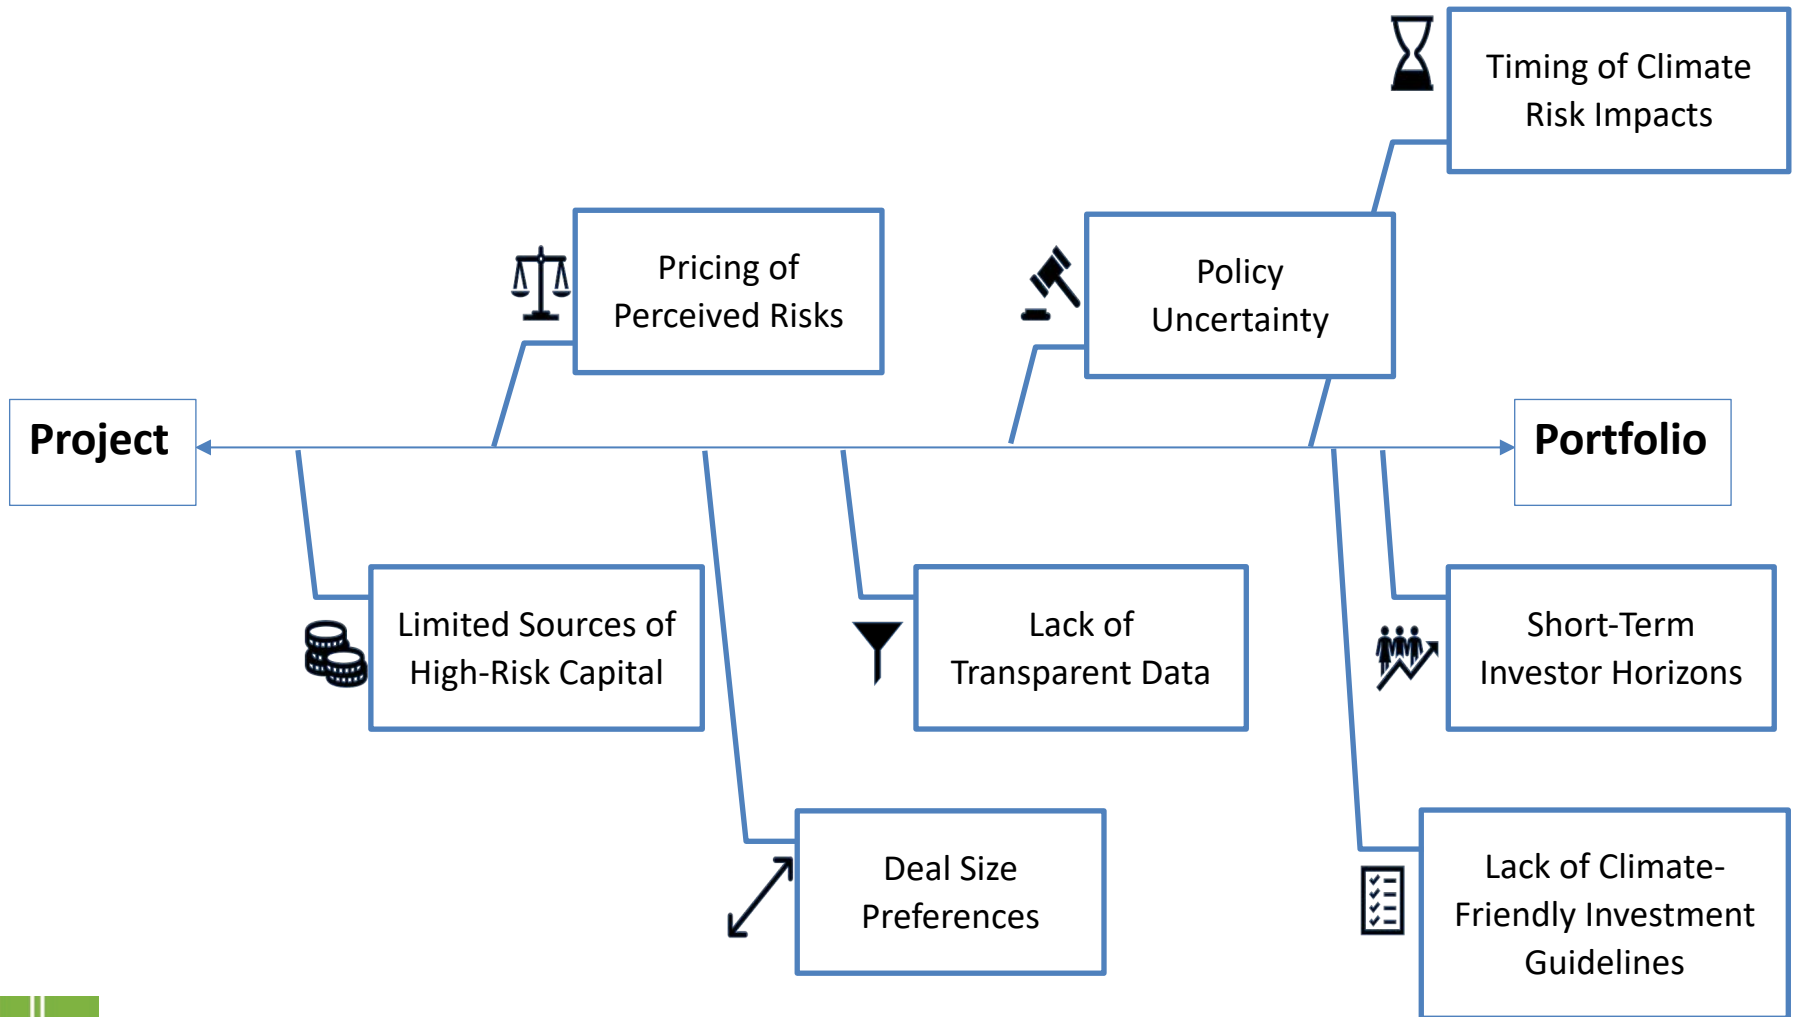 Timing of Climate
Risk Impacts
Pricing of
Perceived Risks
Policy
Uncertainty
Project
Portfolio
Limited Sources of
High-Risk Capital
Lack of
Transparent Data
Short-Term
Investor Horizons
Deal Size
Preferences
Lack of Climate-
Friendly Investment
Guidelines